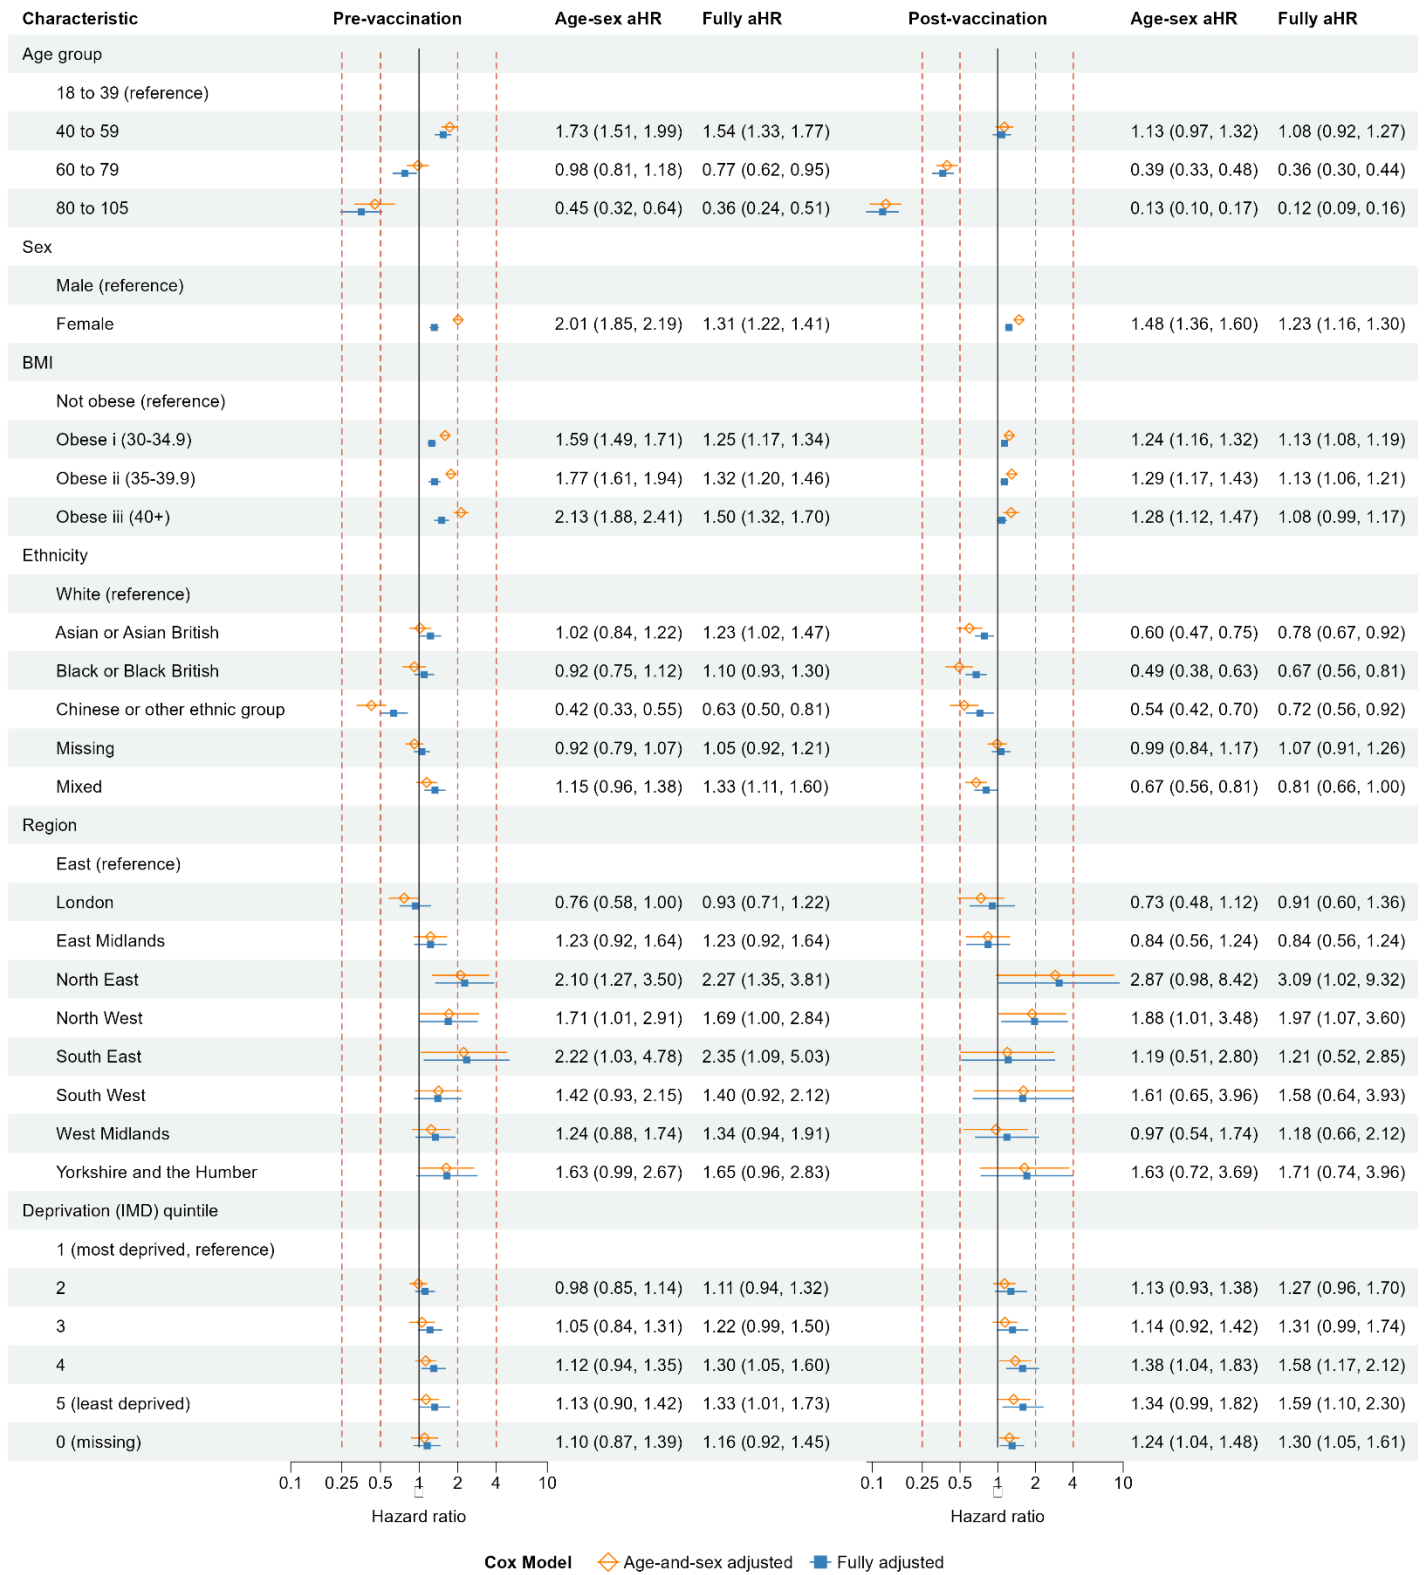 Characteristic Pre-vaccination Age-sex aHR Fully aHR Post-vaccination Age-sex aHR Fully aHR
Age group
18 to 39 (reference)
40 to 59 1.73 (1.51, 1.99) 1.54 (1.33, 1.77) 1.13 (0.97, 1.32) 1.08 (0.92, 1.27)
60 to 79 0.98 (0.81, 1.18) 0.77 (0.62, 0.95) 0.39 (0.33, 0.48) 0.36 (0.30, 0.44)
80 to 105 0.45 (0.32, 0.64) 0.36 (0.24, 0.51) 0.13 (0.10, 0.17) 0.12 (0.09, 0.16)
Sex
Male (reference)
Female 2.01 (1.85, 2.19) 1.31 (1.22, 1.41) 1.48 (1.36, 1.60) 1.23 (1.16, 1.30)
BMI
Not obese (reference)
Obese i (30-34.9) 1.59 (1.49, 1.71) 1.25 (1.17, 1.34) 1.24 (1.16, 1.32) 1.13 (1.08, 1.19)
Obese ii (35-39.9) 1.77 (1.61, 1.94) 1.32 (1.20, 1.46) 1.29 (1.17, 1.43) 1.13 (1.06, 1.21)
Obese iii (40+) 2.13 (1.88, 2.41) 1.50 (1.32, 1.70) 1.28 (1.12, 1.47) 1.08 (0.99, 1.17)
Ethnicity
White (reference)
Asian or Asian British 1.02 (0.84, 1.22) 1.23 (1.02, 1.47) 0.60 (0.47, 0.75) 0.78 (0.67, 0.92)
Black or Black British 0.92 (0.75, 1.12) 1.10 (0.93, 1.30) 0.49 (0.38, 0.63) 0.67 (0.56, 0.81)
Chinese or other ethnic group 0.42 (0.33, 0.55) 0.63 (0.50, 0.81) 0.54 (0.42, 0.70) 0.72 (0.56, 0.92)
Missing 0.92 (0.79, 1.07) 1.05 (0.92, 1.21) 0.99 (0.84, 1.17) 1.07 (0.91, 1.26)
Mixed 1.15 (0.96, 1.38) 1.33 (1.11, 1.60) 0.67 (0.56, 0.81) 0.81 (0.66, 1.00)
Region
East (reference)
London 0.76 (0.58, 1.00) 0.93 (0.71, 1.22) 0.73 (0.48, 1.12) 0.91 (0.60, 1.36)
East Midlands 1.23 (0.92, 1.64) 1.23 (0.92, 1.64) 0.84 (0.56, 1.24) 0.84 (0.56, 1.24)
North East 2.10 (1.27, 3.50) 2.27 (1.35, 3.81) 2.87 (0.98, 8.42) 3.09 (1.02, 9.32)
North West 1.71 (1.01, 2.91) 1.69 (1.00, 2.84) 1.88 (1.01, 3.48) 1.97 (1.07, 3.60)
South East 2.22 (1.03, 4.78) 2.35 (1.09, 5.03) 1.19 (0.51, 2.80) 1.21 (0.52, 2.85)
South West 1.42 (0.93, 2.15) 1.40 (0.92, 2.12) 1.61 (0.65, 3.96) 1.58 (0.64, 3.93)
West Midlands 1.24 (0.88, 1.74) 1.34 (0.94, 1.91) 0.97 (0.54, 1.74) 1.18 (0.66, 2.12)
Yorkshire and the Humber 1.63 (0.99, 2.67) 1.65 (0.96, 2.83) 1.63 (0.72, 3.69) 1.71 (0.74, 3.96)
Deprivation (IMD) quintile
1 (most deprived, reference)
2 0.98 (0.85, 1.14) 1.11 (0.94, 1.32) 1.13 (0.93, 1.38) 1.27 (0.96, 1.70)
3 1.05 (0.84, 1.31) 1.22 (0.99, 1.50) 1.14 (0.92, 1.42) 1.31 (0.99, 1.74)
4 1.12 (0.94, 1.35) 1.30 (1.05, 1.60) 1.38 (1.04, 1.83) 1.58 (1.17, 2.12)
5 (least deprived) 1.13 (0.90, 1.42) 1.33 (1.01, 1.73) 1.34 (0.99, 1.82) 1.59 (1.10, 2.30)
0 (missing) 1.10 (0.87, 1.39) 1.16 (0.92, 1.45) 1.24 (1.04, 1.48) 1.30 (1.05, 1.61)
0.1 0.25 0.5 1 2 4 10 0.1 0.25 0.5 1 2 4 10
Hazard ratio Hazard ratio
Cox Model Age-and-sex adjusted Fully adjusted